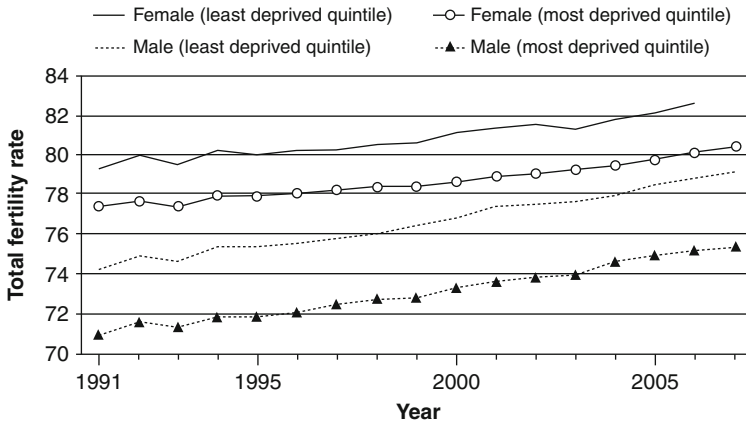 Female (least deprived quintile) Female (most deprived quintile)
Male (least deprived quintile) Male (most deprived quintile)
84
82
80
78
76
74
72
70
Total fertility rate
1991 1995 2000 2005
Year